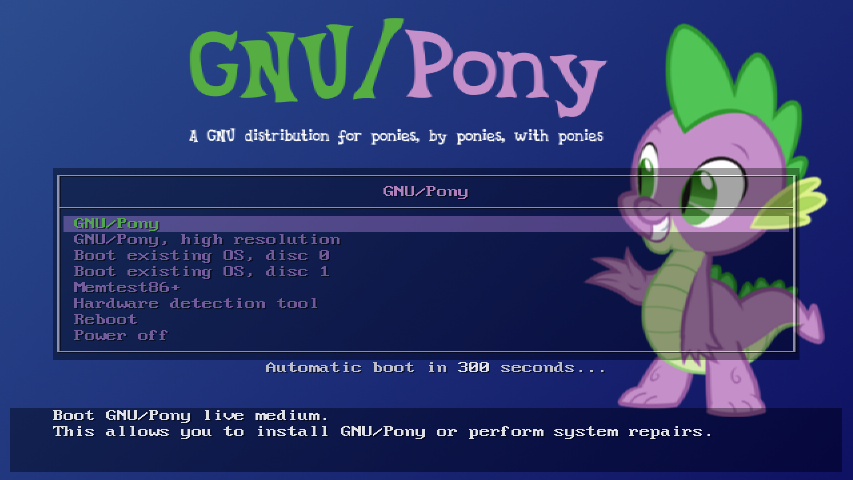 GNU/Pony
A GNU distribution for ponies, by ponies, with ponies
GNU/Pony
GNU/Pony
GNU/Pony, high resolution
Boot existing OS, disc 0
Boot existing OS, disc 1
Memtest86+
Hardware detection tool
Reboot
Power off
Automatic boot in 300 seconds...
Boot GNU/Pony live medium.
This allows you to install GNU/Pony or perform system repairs.